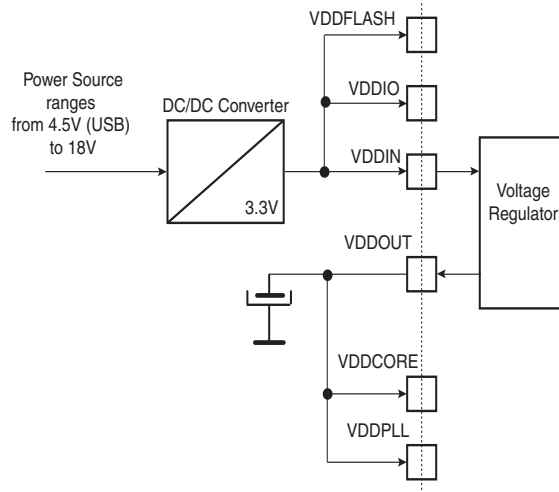 VDDFLASH
Power Source
ranges
from 4.5V (USB)
to 18V
DC/DC Converter
VDDIO
VDDIN
3.3V
Voltage
Regulator
VDDOUT
VDDCORE
VDDPLL